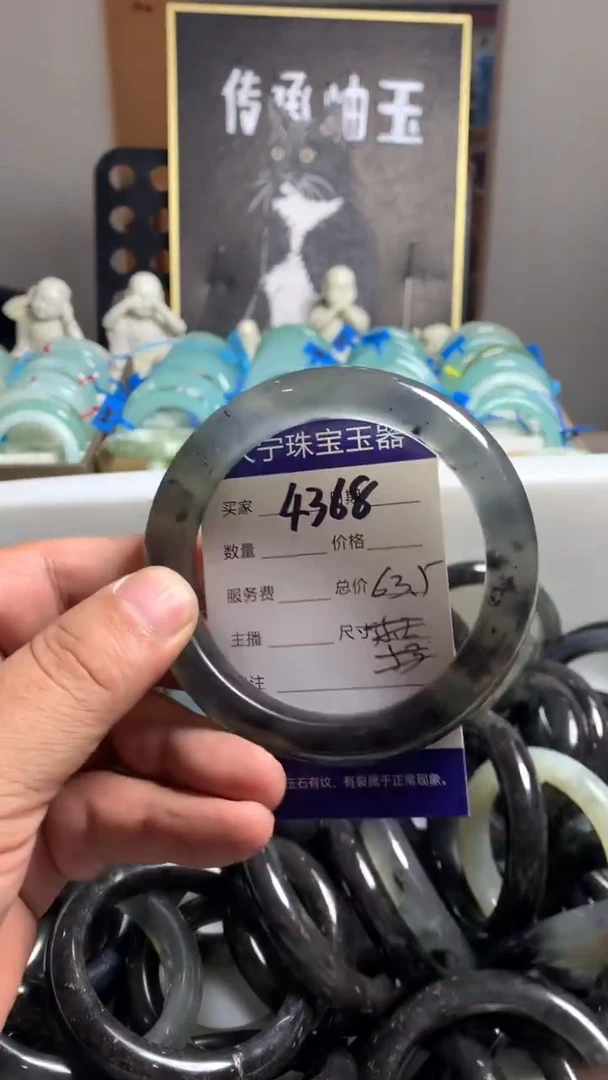 传承岫玉
宁珠宝玉器
买家 4368
数量 价格
服务费 总价 63.5
主播 尺寸
注
玉石有纹、有裂属于正常现象。